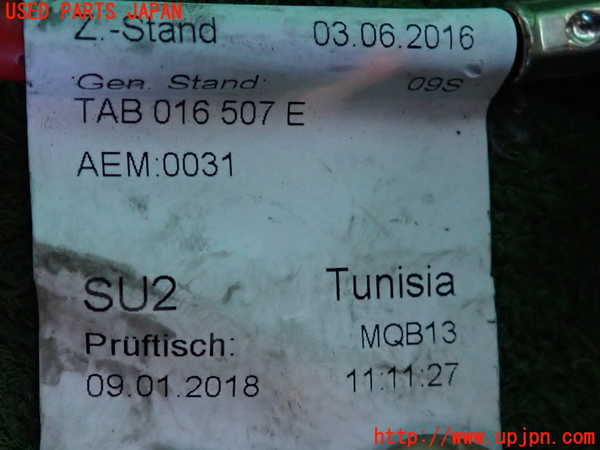 USED PARTS JAPAN
Z.-Stand 03.06.2016
Gen. Stand 09S
TAB 016 507 E
AEM:0031
SU2 Tunisia
Prüftisch: MQB13
09.01.2018 11:11:27
http://www.upjpn.com/